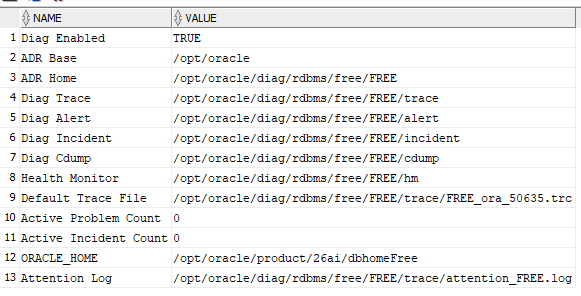 NAME VALUE
1 Diag Enabled TRUE
2 ADR Base /opt/oracle
3 ADR Home /opt/oracle/diag/rdbms/free/FREE
4 Diag Trace /opt/oracle/diag/rdbms/free/FREE/trace
5 Diag Alert /opt/oracle/diag/rdbms/free/FREE/alert
6 Diag Incident /opt/oracle/diag/rdbms/free/FREE/incident
7 Diag Cdump /opt/oracle/diag/rdbms/free/FREE/cdump
8 Health Monitor /opt/oracle/diag/rdbms/free/FREE/hm
9 Default Trace File /opt/oracle/diag/rdbms/free/FREE/trace/FREE_ora_50635.trc
10 Active Problem Count 0
11 Active Incident Count 0
12 ORACLE_HOME /opt/oracle/product/26ai/dbhomeFree
13 Attention Log /opt/oracle/diag/rdbms/free/FREE/trace/attention_FREE.log